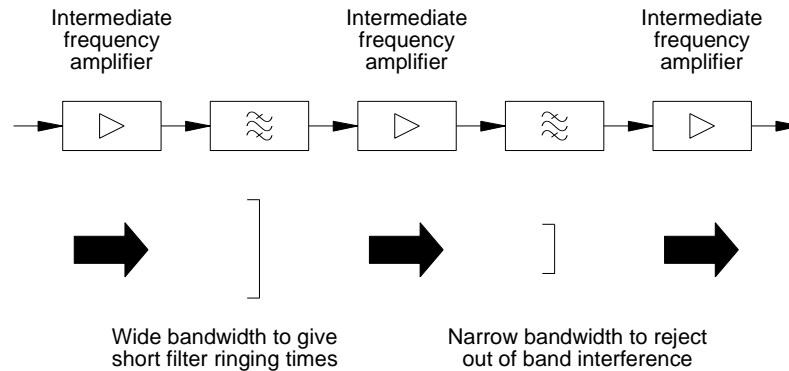 Intermediate
frequency
amplifier
Intermediate
frequency
amplifier
Intermediate
frequency
amplifier
Wide bandwidth to give
short filter ringing times
Narrow bandwidth to reject
out of band interference